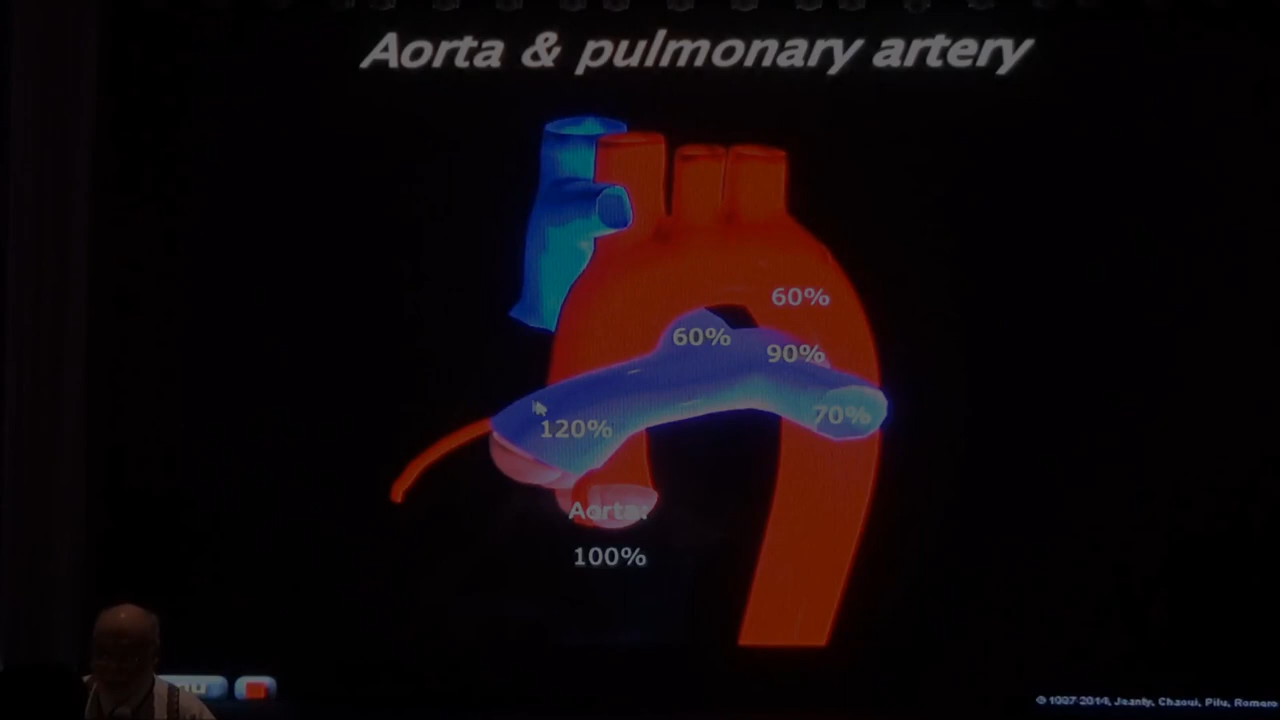 Aorta & pulmonary artery
60%
60%
90%
70%
120%
Aorta:
100%
© 1997-2014, Jeanty, Chaoui, Pilu, Romero